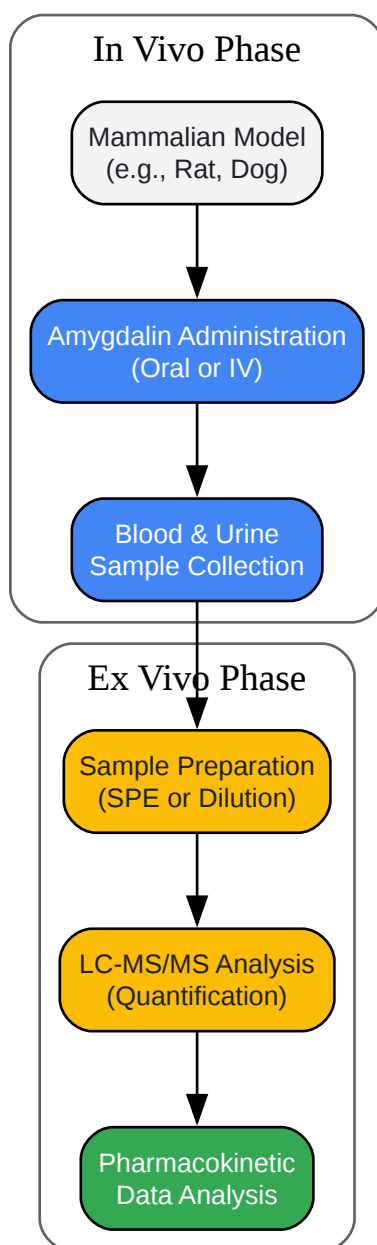 In Vivo Phase
Mammalian Model
(e.g., Rat, Dog)
Amygdalin Administration
(Oral or IV)
Blood & Urine
Sample Collection
Ex Vivo Phase
Sample Preparation
(SPE or Dilution)
LC-MS/MS Analysis
(Quantification)
Pharmacokinetic
Data Analysis